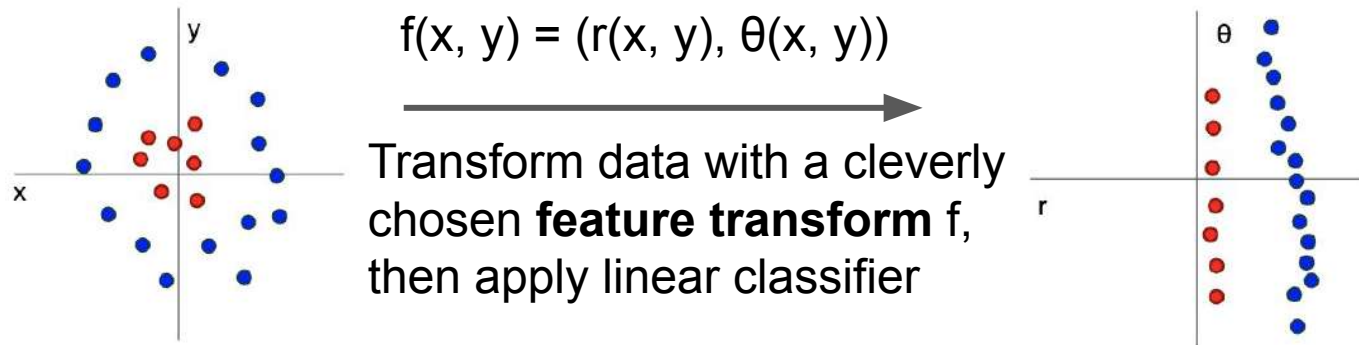 y
x
f(x, y) = (r(x, y), θ(x, y))
Transform data with a cleverly
chosen feature transform f,
then apply linear classifier
θ
r